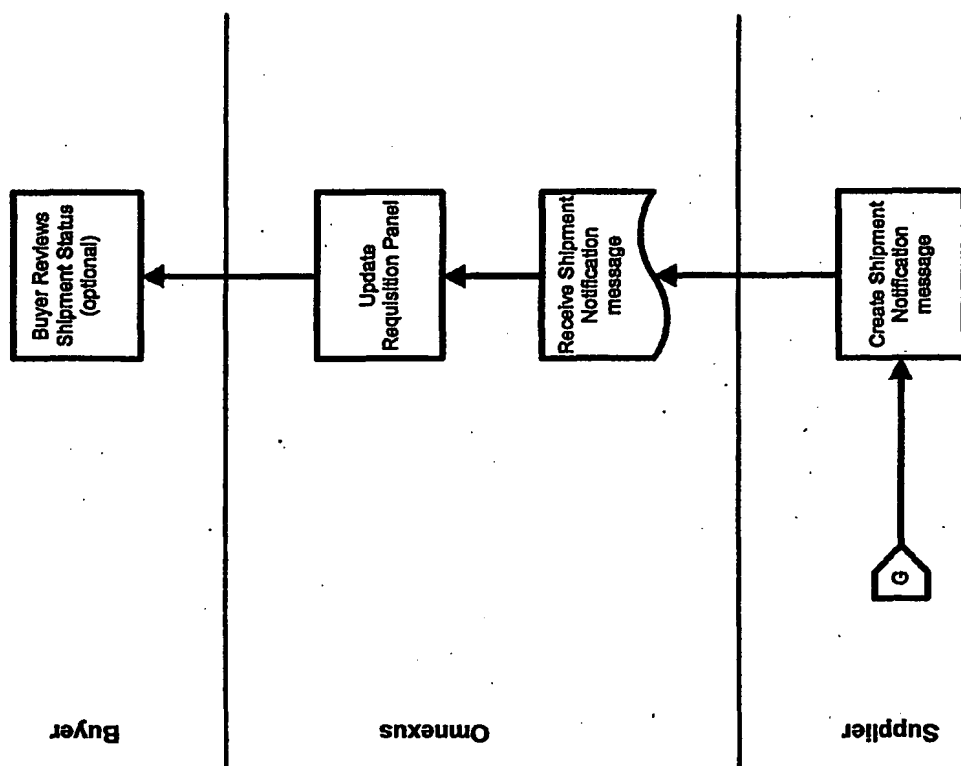 Buyer
Buyer Reviews
Shipment Status
(optional)
Omnexus
Update
Requisition Panel
Receive Shipment
Notification
message
Supplier
G
Create Shipment
Notification
message